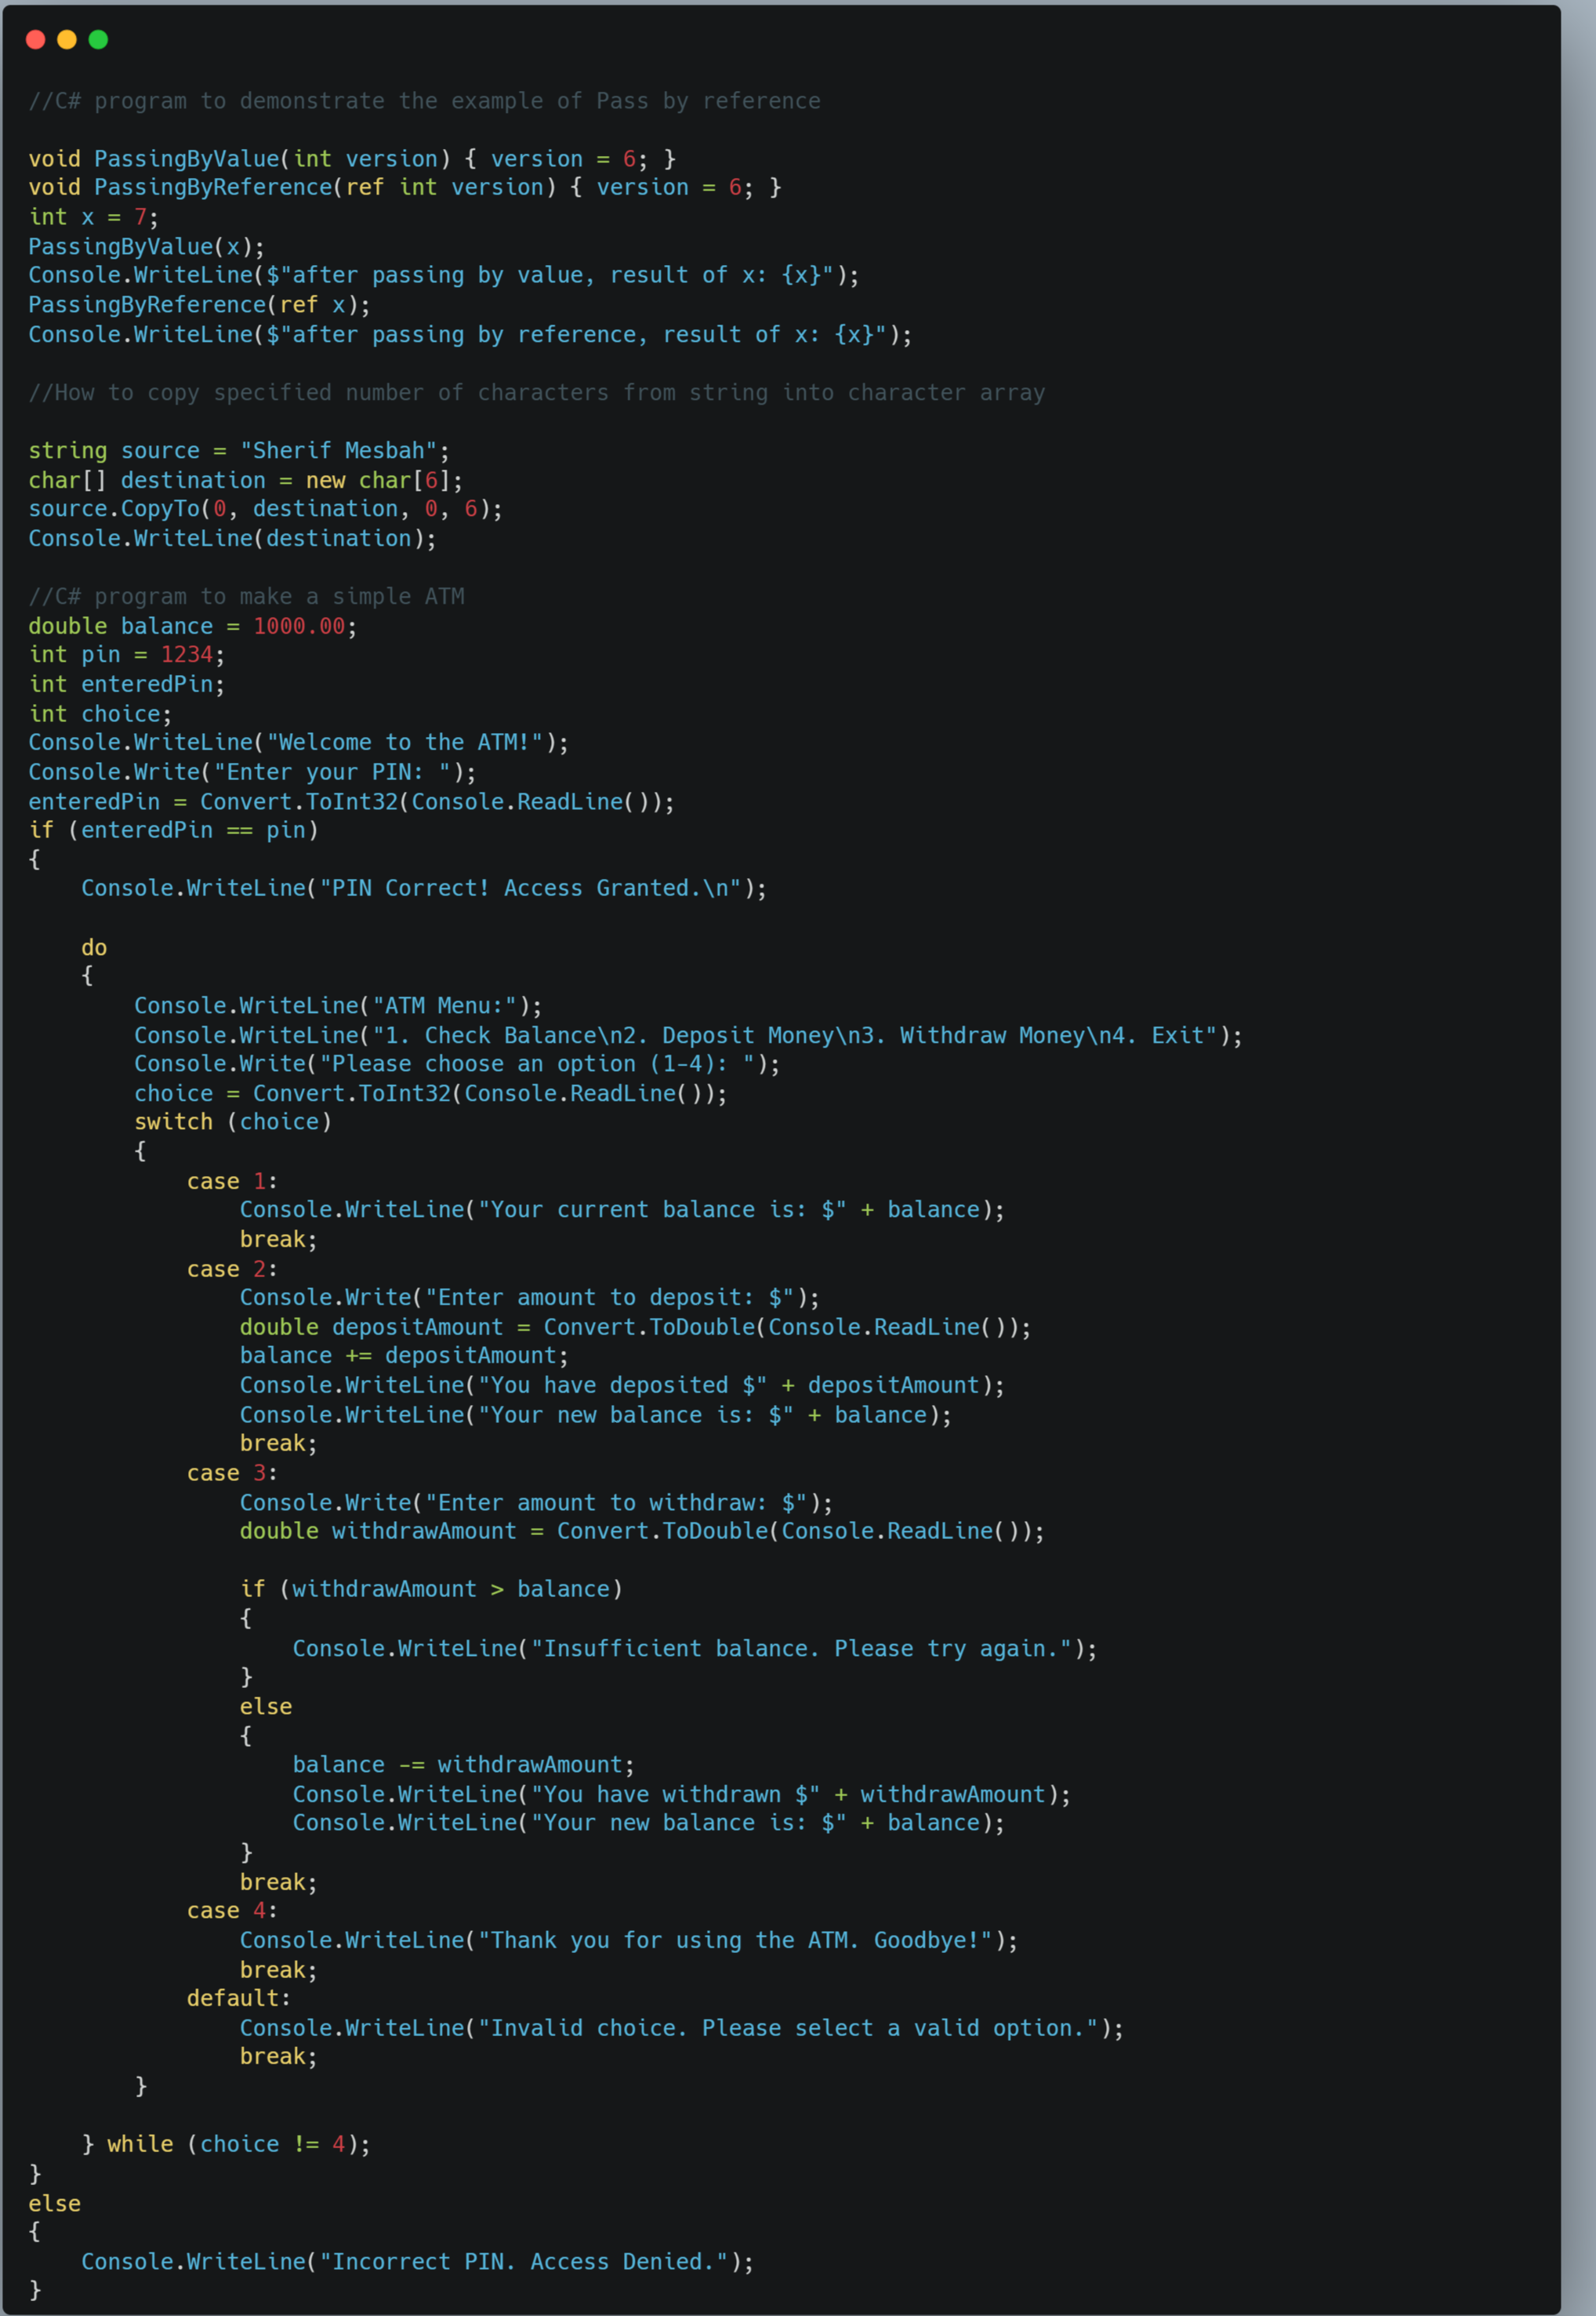 //C# program to demonstrate the example of Pass by reference
void PassingByValue(int version) { version = 6; }
void PassingByReference(ref int version) { version = 6; }
int x = 7;
PassingByValue(x);
Console.WriteLine($"after passing by value, result of x: {x}");
PassingByReference(ref x);
Console.WriteLine($"after passing by reference, result of x: {x}");
//How to copy specified number of characters from string into character array
string source = "Sherif Mesbah";
char[] destination = new char[6];
source.CopyTo(0, destination, 0, 6);
Console.WriteLine(destination);
//C# program to make a simple ATM
double balance = 1000.00;
int pin = 1234;
int enteredPin;
int choice;
Console.WriteLine("Welcome to the ATM!");
Console.Write("Enter your PIN: ");
enteredPin = Convert.ToInt32(Console.ReadLine());
if (enteredPin == pin)
{
    Console.WriteLine("PIN Correct! Access Granted.\n");
    do
    {
        Console.WriteLine("ATM Menu:");
        Console.WriteLine("1. Check Balance\n2. Deposit Money\n3. Withdraw Money\n4. Exit");
        Console.Write("Please choose an option (1-4): ");
        choice = Convert.ToInt32(Console.ReadLine());
        switch (choice)
        {
            case 1:
                Console.WriteLine("Your current balance is: $" + balance);
                break;
            case 2:
                Console.Write("Enter amount to deposit: $");
                double depositAmount = Convert.ToDouble(Console.ReadLine());
                balance += depositAmount;
                Console.WriteLine("You have deposited $" + depositAmount);
                Console.WriteLine("Your new balance is: $" + balance);
                break;
            case 3:
                Console.Write("Enter amount to withdraw: $");
                double withdrawAmount = Convert.ToDouble(Console.ReadLine());
                if (withdrawAmount > balance)
                {
                    Console.WriteLine("Insufficient balance. Please try again.");
                }
                else
                {
                    balance -= withdrawAmount;
                    Console.WriteLine("You have withdrawn $" + withdrawAmount);
                    Console.WriteLine("Your new balance is: $" + balance);
                }
                break;
            case 4:
                Console.WriteLine("Thank you for using the ATM. Goodbye!");
                break;
            default:
                Console.WriteLine("Invalid choice. Please select a valid option.");
                break;
        }
    } while (choice != 4);
}
else
{
    Console.WriteLine("Incorrect PIN. Access Denied.");
}